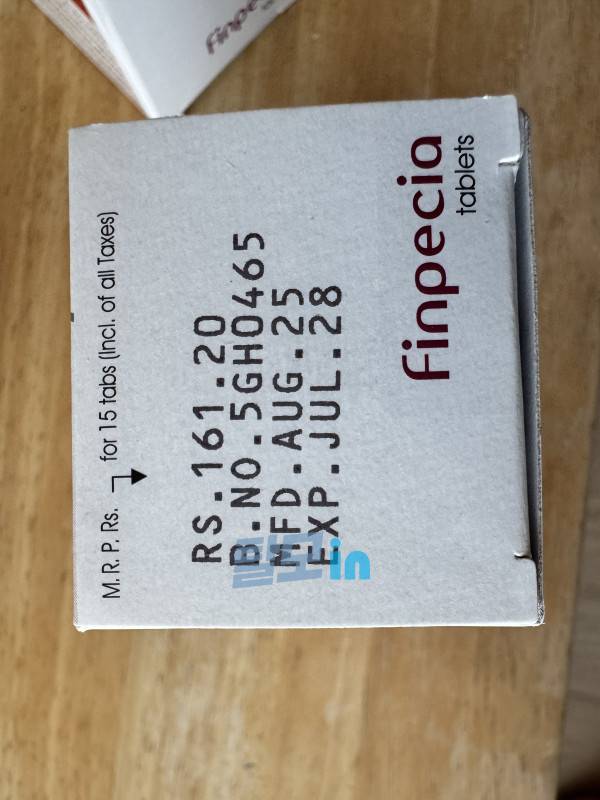 Finpecia
M. R. P. Rs. for 15 tabs (Incl. of all Taxes)
RS.161.20
B.NO.5GH0465
MFD.AUG.25
EXP.JUL.28
Finpecia
tablets